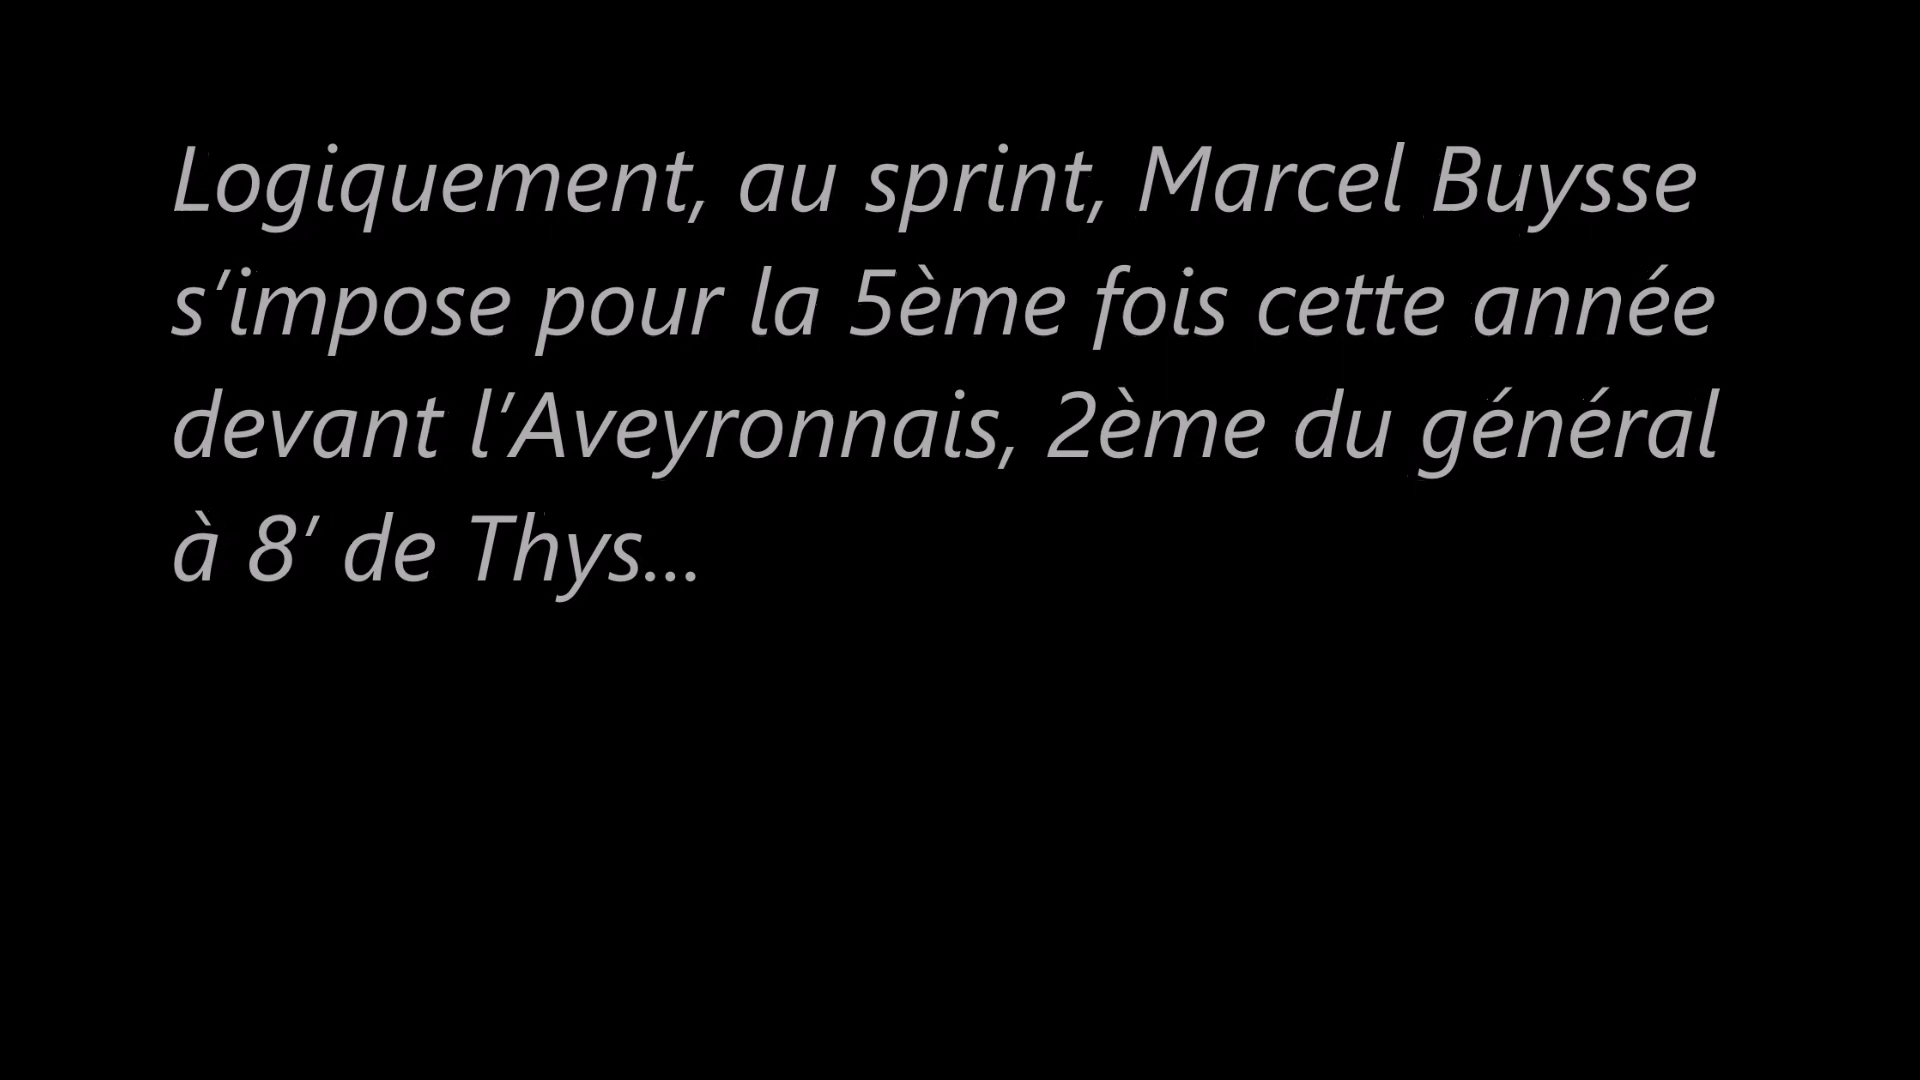 Logiquement, au sprint, Marcel Buysse
s’impose pour la 5ème fois cette année
devant l’Aveyronnais, 2ème du général
à 8’ de Thys...